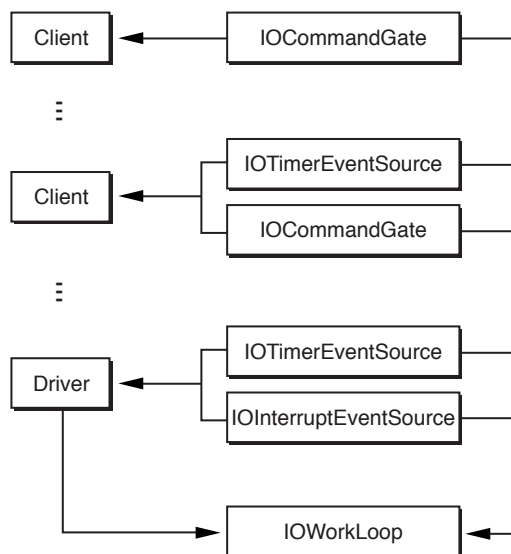 Client
IOCommandGate
IOTimerEventSource
Client
IOCommandGate
IOTimerEventSource
Driver
IOInterruptEventSource
IOWorkLoop